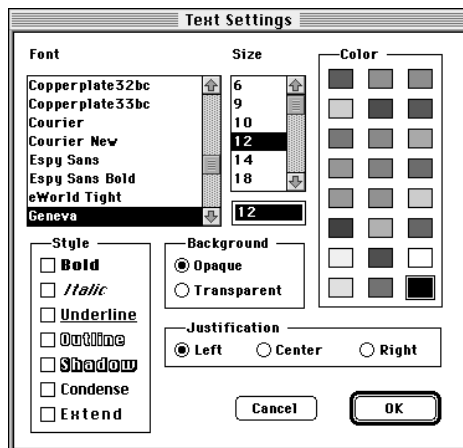 Text Settings
Font
Size
Color
Copperplate32bc
Copperplate33bc
Courier
Courier New
Espy Sans
Espy Sans Bold
eWorld Tight
Geneva
6
9
10
12
14
18
12
Style
Bold
Italic
Underline
Outline
Shadow
Condense
Extend
Background
Opaque
Transparent
Justification
Left Center Right
Cancel OK